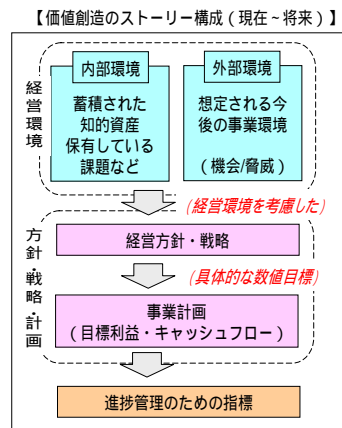 【価値創造のストーリー構成（現在～将来）】
経営環境
内部環境
蓄積された
知的資産
保有している
課題など
外部環境
想定される今
後の事業環境
（機会/脅威）
(経営環境を考慮した)
方針・戦略・計画
経営方針・戦略
(具体的な数値目標)
事業計画
（目標利益・キャッシュフロー）
進捗管理のための指標